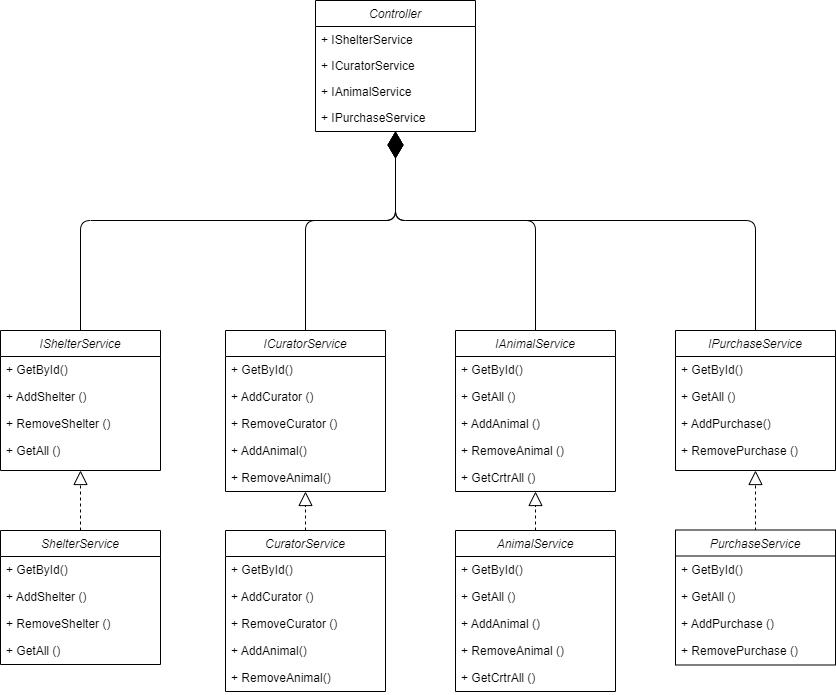 Controller
+ IShelterService
+ ICuratorService
+ IAnimalService
+ IPurchaseService
IShelterService
+ GetById()
+ AddShelter ()
+ RemoveShelter ()
+ GetAll ()
ICuratorService
+ GetById()
+ AddCurator ()
+ RemoveCurator ()
+ AddAnimal()
+ RemoveAnimal()
IAnimalService
+ GetById()
+ GetAll ()
+ AddAnimal ()
+ RemoveAnimal ()
+ GetCrtrAll ()
IPurchaseService
+ GetById()
+ GetAll ()
+ AddPurchase()
+ RemovePurchase ()
ShelterService
+ GetById()
+ AddShelter ()
+ RemoveShelter ()
+ GetAll ()
CuratorService
+ GetById()
+ AddCurator ()
+ RemoveCurator ()
+ AddAnimal()
+ RemoveAnimal()
AnimalService
+ GetById()
+ GetAll ()
+ AddAnimal ()
+ RemoveAnimal ()
+ GetCrtrAll ()
PurchaseService
+ GetById()
+ GetAll ()
+ AddPurchase ()
+ RemovePurchase ()